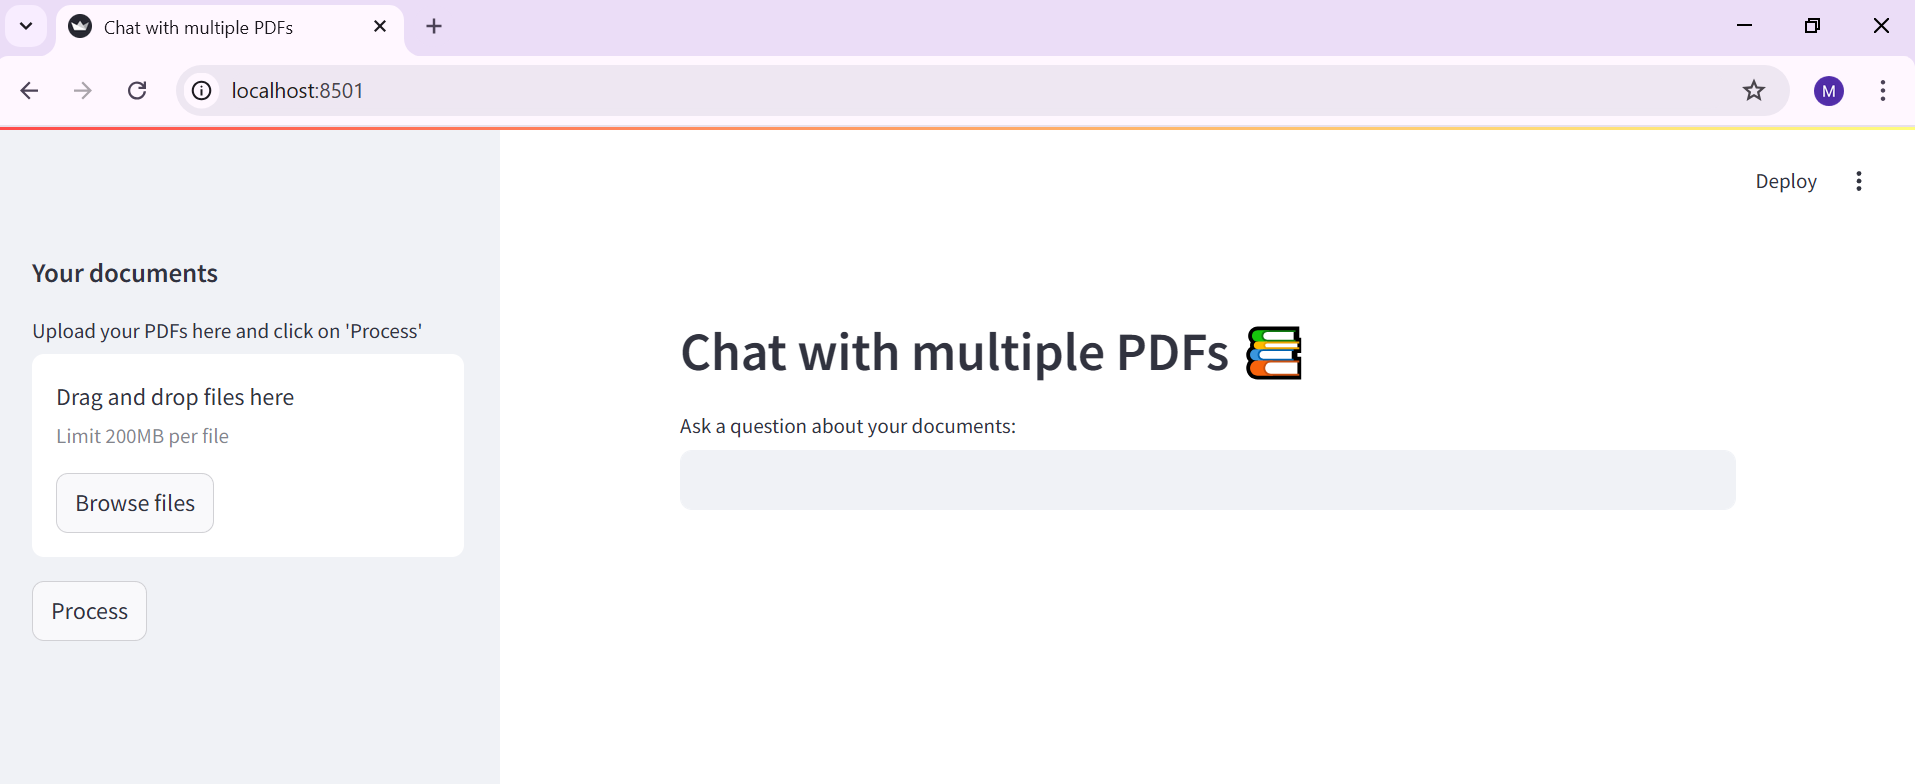 Chat with multiple PDFs
localhost:8501
M
Deploy
Your documents
Upload your PDFs here and click on 'Process'
Drag and drop files here
Limit 200MB per file
Browse files
Process
Chat with multiple PDFs 📚
Ask a question about your documents: